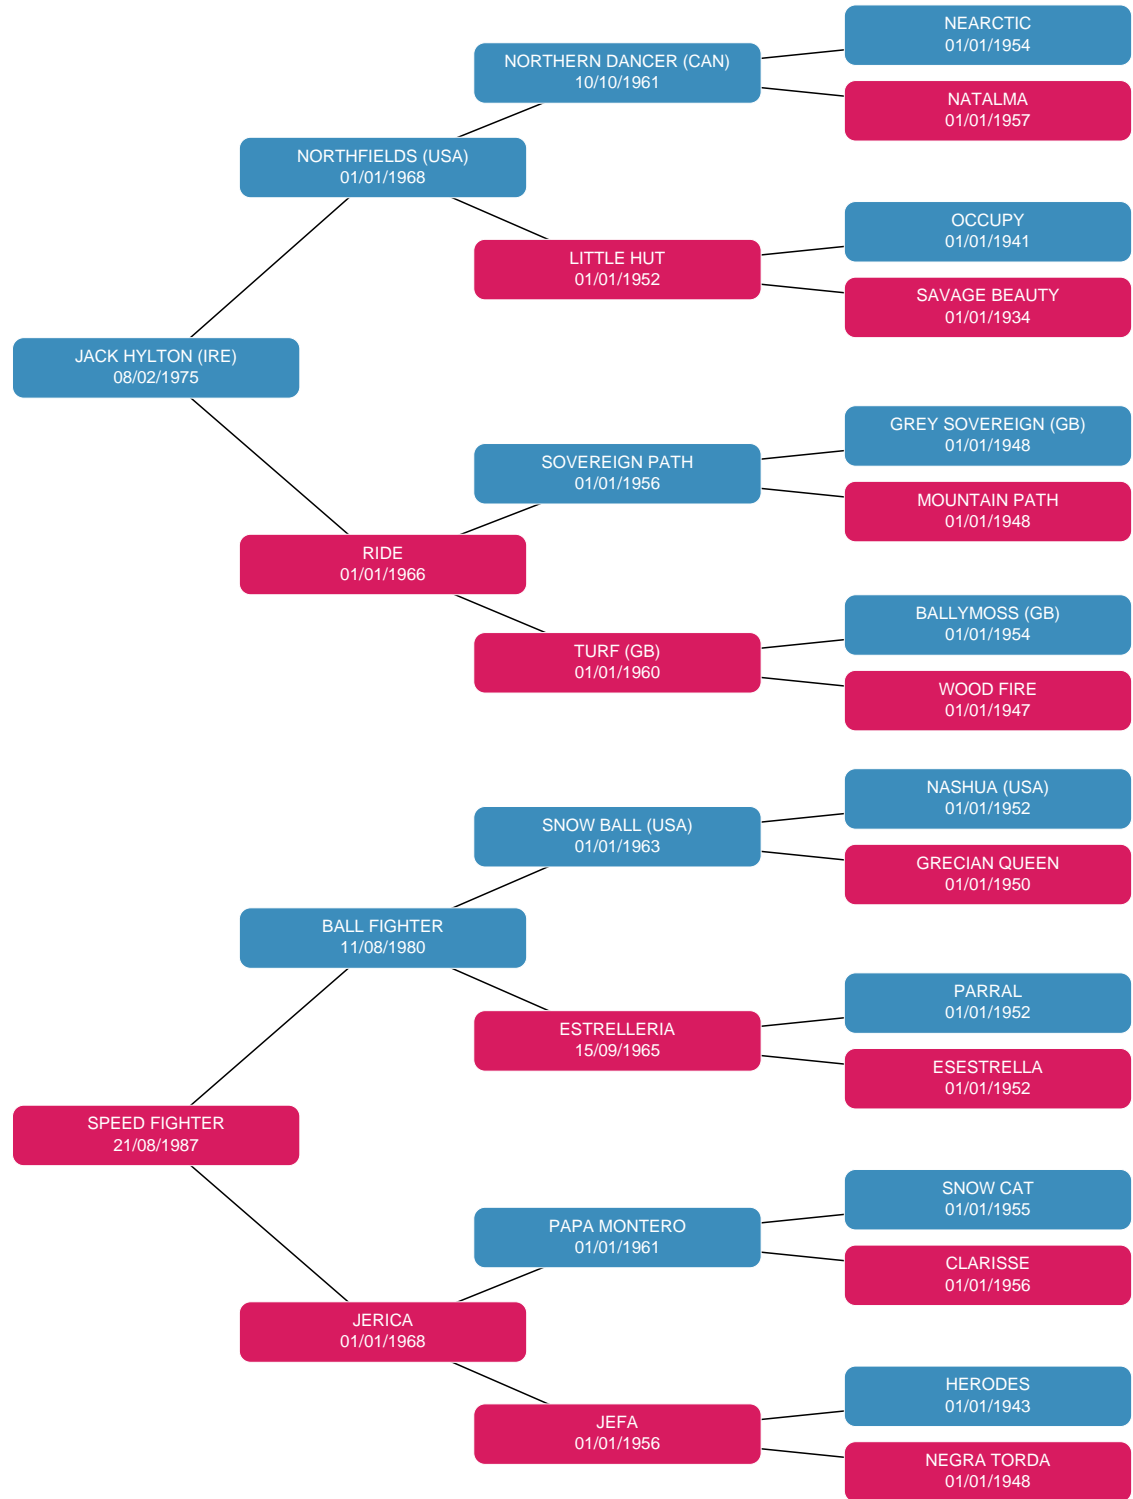 NEARCTIC
01/01/1954
NORTHERN DANCER (CAN)
10/10/1961
NATALMA
01/01/1957
NORTHFIELDS (USA)
01/01/1968
OCCUPY
01/01/1941
LITTLE HUT
01/01/1952
SAVAGE BEAUTY
01/01/1934
JACK HYLTON (IRE)
08/02/1975
GREY SOVEREIGN (GB)
01/01/1948
SOVEREIGN PATH
01/01/1956
MOUNTAIN PATH
01/01/1948
RIDE
01/01/1966
BALLYMOSS (GB)
01/01/1954
TURF (GB)
01/01/1960
WOOD FIRE
01/01/1947
NASHUA (USA)
01/01/1952
SNOW BALL (USA)
01/01/1963
GRECIAN QUEEN
01/01/1950
BALL FIGHTER
11/08/1980
PARRAL
01/01/1952
ESTRELLERIA
15/09/1965
ESESTRELLA
01/01/1952
SPEED FIGHTER
21/08/1987
SNOW CAT
01/01/1955
PAPA MONTERO
01/01/1961
CLARISSE
01/01/1956
JERICA
01/01/1968
HERODES
01/01/1943
JEFA
01/01/1956
NEGRA TORDA
01/01/1948